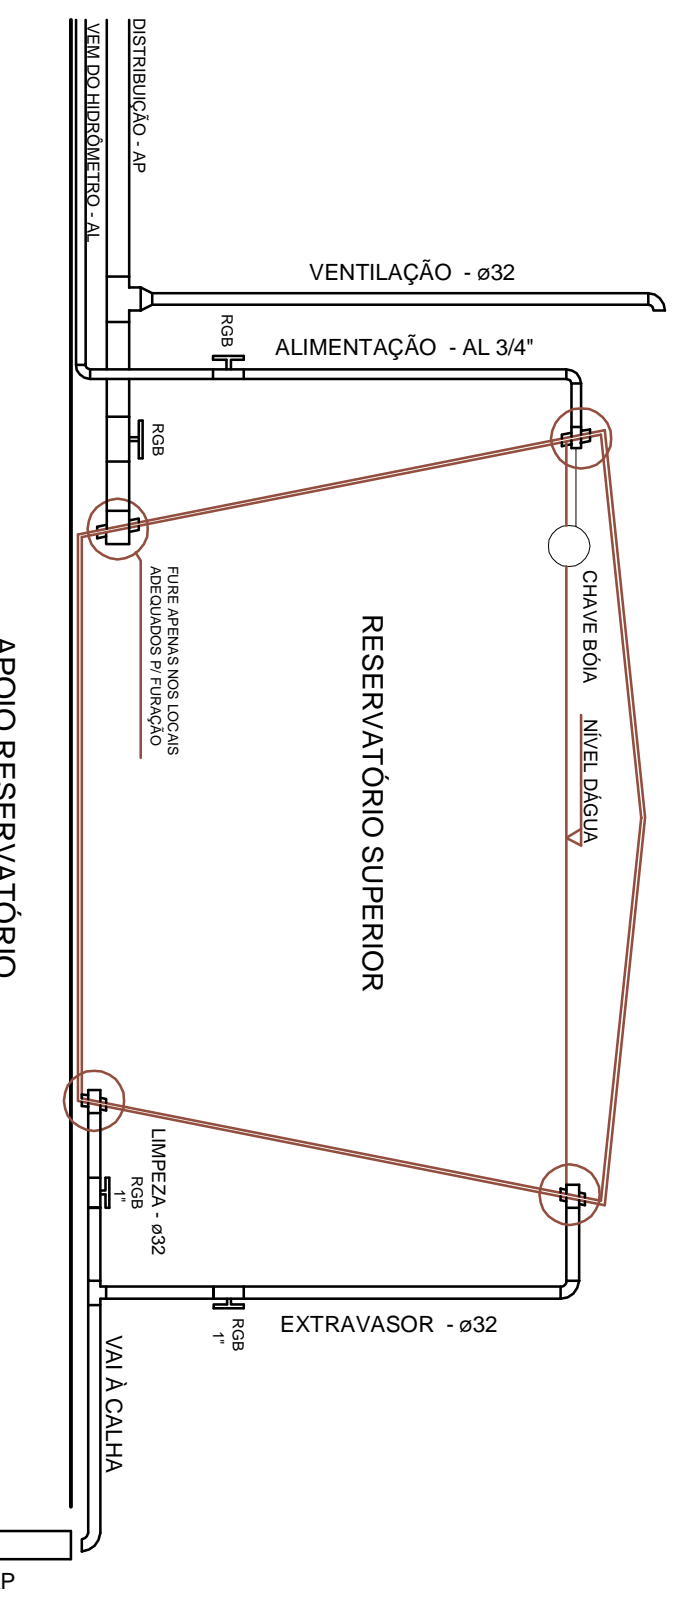 DISTRIBUIÇÃO - AP
VEM DO HIDRÔMETRO - AL
VENTILAÇÃO - ø32
RGB
ALIMENTAÇÃO - AL 3/4"
RGB
FURE APENAS NOS LOCAIS
ADEQUADOS P/ FURAÇÃO
CHAVE BÓIA
NÍVEL DÁGUA
RESERVATÓRIO SUPERIOR
APOIO RESERVATÓRIO
LIMPEZA - ø32
RGB
1"
EXTRAVASOR - ø32
RGB
1"
VAI À CALHA